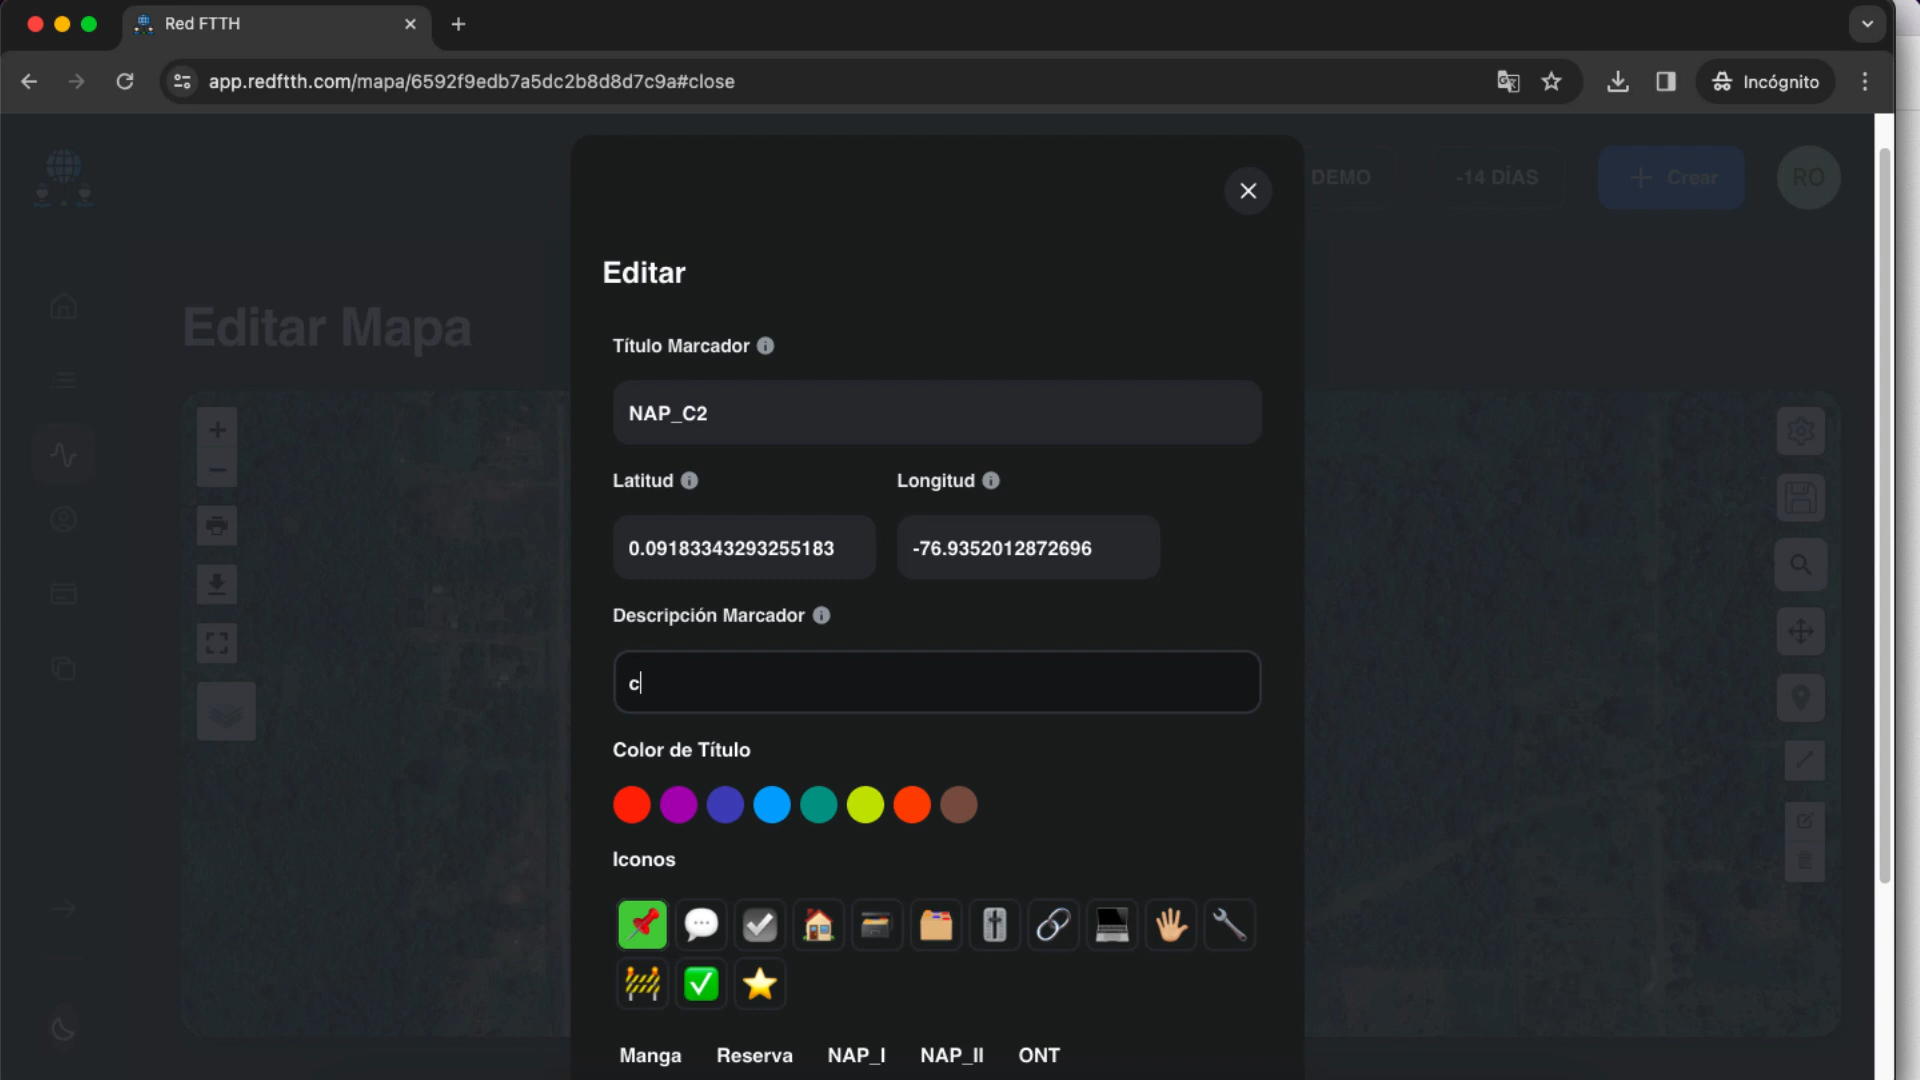 Red FTTH
app.redftth.com/mapa/6592f9edb7a5dc2b8d8d7c9a#close
Incógnito
DEMO
-14 DÍAS
Crear
RO
Editar
Editar Mapa
Título Marcador
NAP_C2
Latitud
Longitud
0.09183343293255183
-76.9352012872696
Descripción Marcador
c
Color de Título
Iconos
Manga
Reserva
NAP_I
NAP_II
ONT